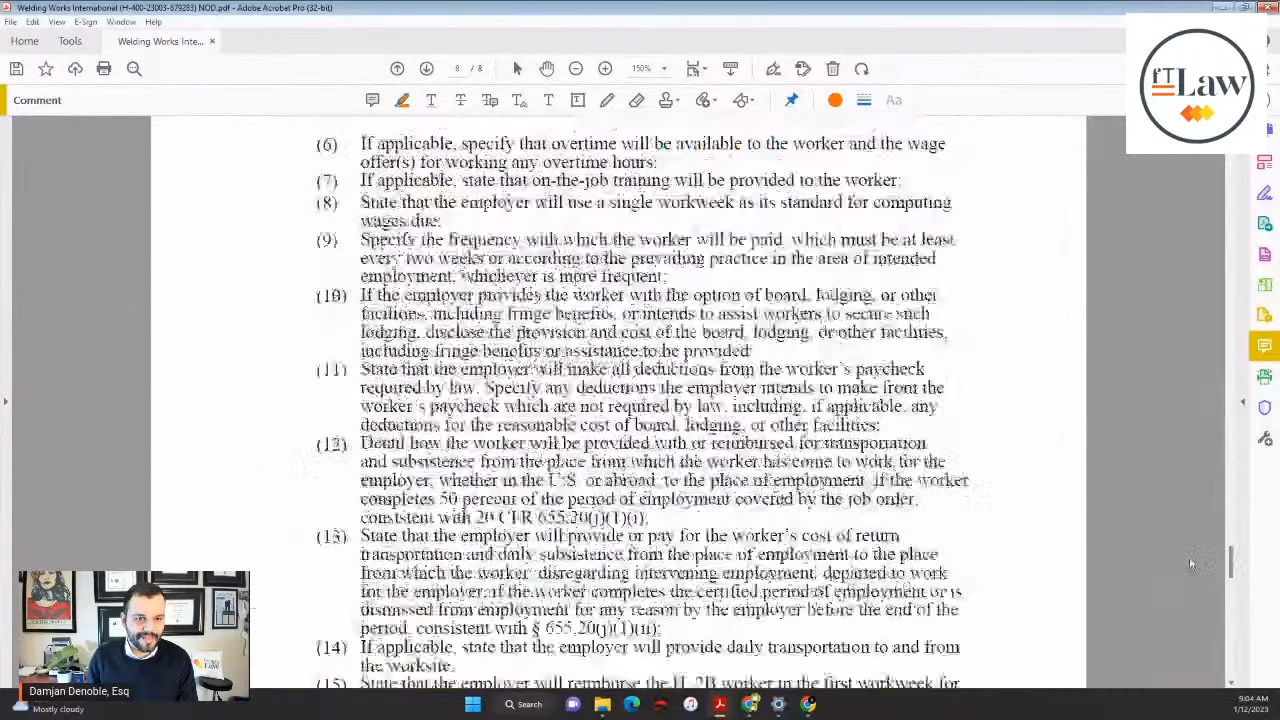 Welding Works International (H-400-23003-679283) NOD.pdf - Adobe Acrobat Pro (32-bit)
File Edit View E-Sign Window Help
Home Tools Welding Works Inte... ×
8 / 8 150%
Comment Aa
fT Law
(6) If applicable, specify that overtime will be available to the worker and the wage
offer(s) for working any overtime hours;
(7) If applicable, state that on-the-job training will be provided to the worker;
(8) State that the employer will use a single workweek as its standard for computing
wages due;
(9) Specify the frequency with which the worker will be paid, which must be at least
every two weeks or according to the prevailing practice in the area of intended
employment, whichever is more frequent;
(10) If the employer provides the worker with the option of board, lodging, or other
facilities, including fringe benefits, or intends to assist workers to secure such
lodging, disclose the provision and cost of the board, lodging, or other facilities,
including fringe benefits or assistance to be provided
(11) State that the employer will make all deductions from the worker's paycheck
required by law. Specify any deductions the employer intends to make from the
worker's paycheck which are not required by law, including, if applicable, any
deductions for the reasonable cost of board, lodging, or other facilities;
(12) Detail how the worker will be provided with or reimbursed for transportation
and subsistence from the place from which the worker has come to work for the
employer, whether in the U.S. or abroad, to the place of employment, if the worker
completes 50 percent of the period of employment covered by the job order,
consistent with 20 CFR 655.20(j)(1)(i);
(13) State that the employer will provide or pay for the worker's cost of return
transportation and daily subsistence from the place of employment to the place
from which the worker, disregarding intervening employment, departed to work
for the employer, if the worker completes the certified period of employment or is
dismissed from employment for any reason by the employer before the end of the
period, consistent with § 655.20(j)(1)(ii);
(14) If applicable, state that the employer will provide daily transportation to and from
the worksite.
(15) State that the employer will reimburse the H-2B worker in the first workweek for
Damjan Denoble, Esq
Mostly cloudy
Search
9:04 AM
1/12/2023